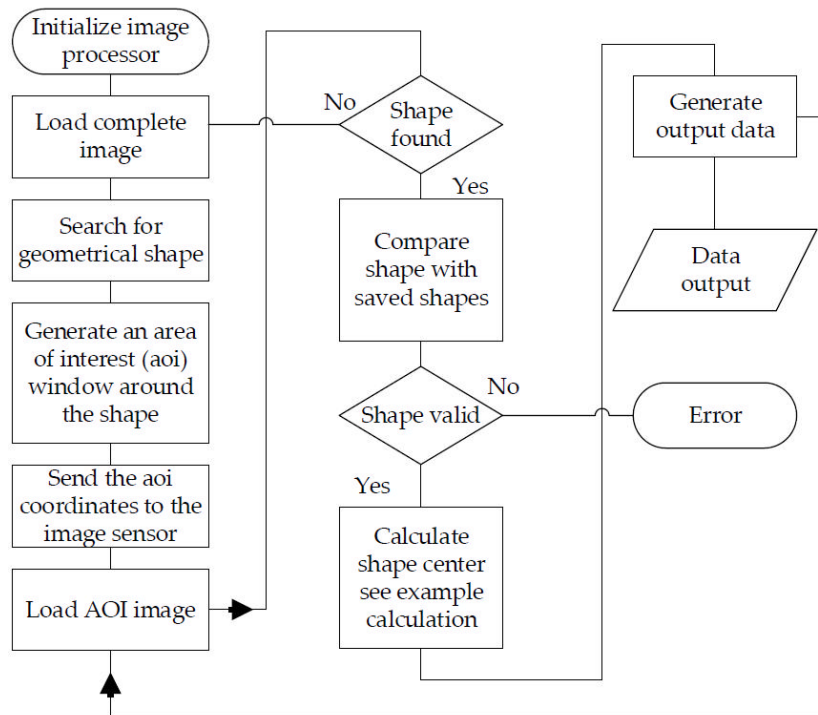 Initialize image
processor
Load complete
image
Search for
geometrical shape
Generate an area
of interest (aoi)
window around
the shape
Send the aoi
coordinates to the
image sensor
Load AOI image
No
Shape
found
Yes
Compare
shape with
saved shapes
Shape valid
No
Error
Yes
Calculate
shape center
see example
calculation
Generate
output data
Data
output